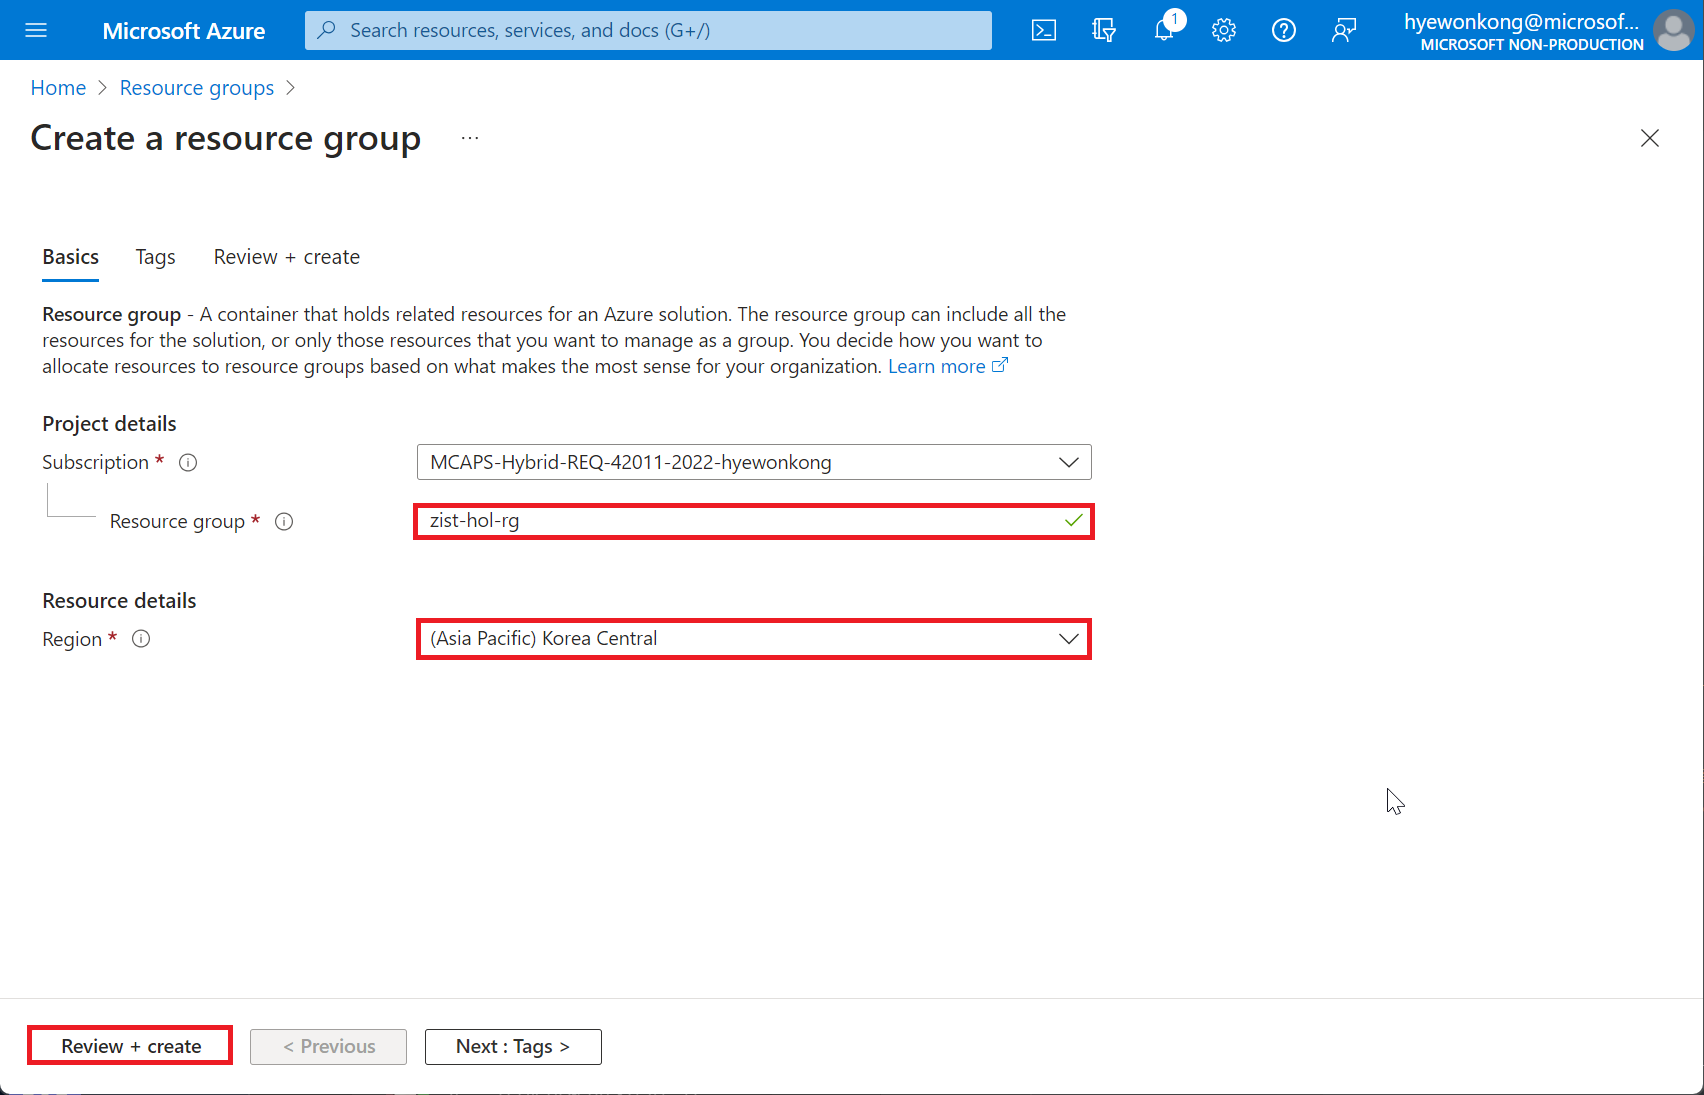 Microsoft Azure
Search resources, services, and docs (G+/)
1
hyewonkong@microsof...
MICROSOFT NON-PRODUCTION
Home > Resource groups >
Create a resource group ...
Basics Tags Review + create
Resource group - A container that holds related resources for an Azure solution. The resource group can include all the
resources for the solution, or only those resources that you want to manage as a group. You decide how you want to
allocate resources to resource groups based on what makes the most sense for your organization. Learn more
Project details
Subscription * MCAPS-Hybrid-REQ-42011-2022-hyewonkong
Resource group * zist-hol-rg
Resource details
Region * (Asia Pacific) Korea Central
Review + create < Previous Next : Tags >